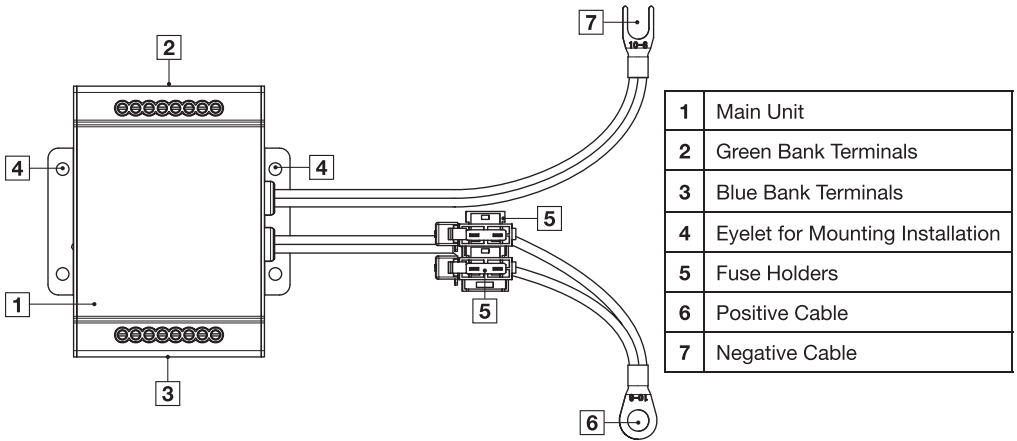 7
10-8
2
1 Main Unit
2 Green Bank Terminals
4
4
3 Blue Bank Terminals
4 Eyelet for Mounting Installation
5
5 Fuse Holders
1
5
6 Positive Cable
7 Negative Cable
3
10-8
6